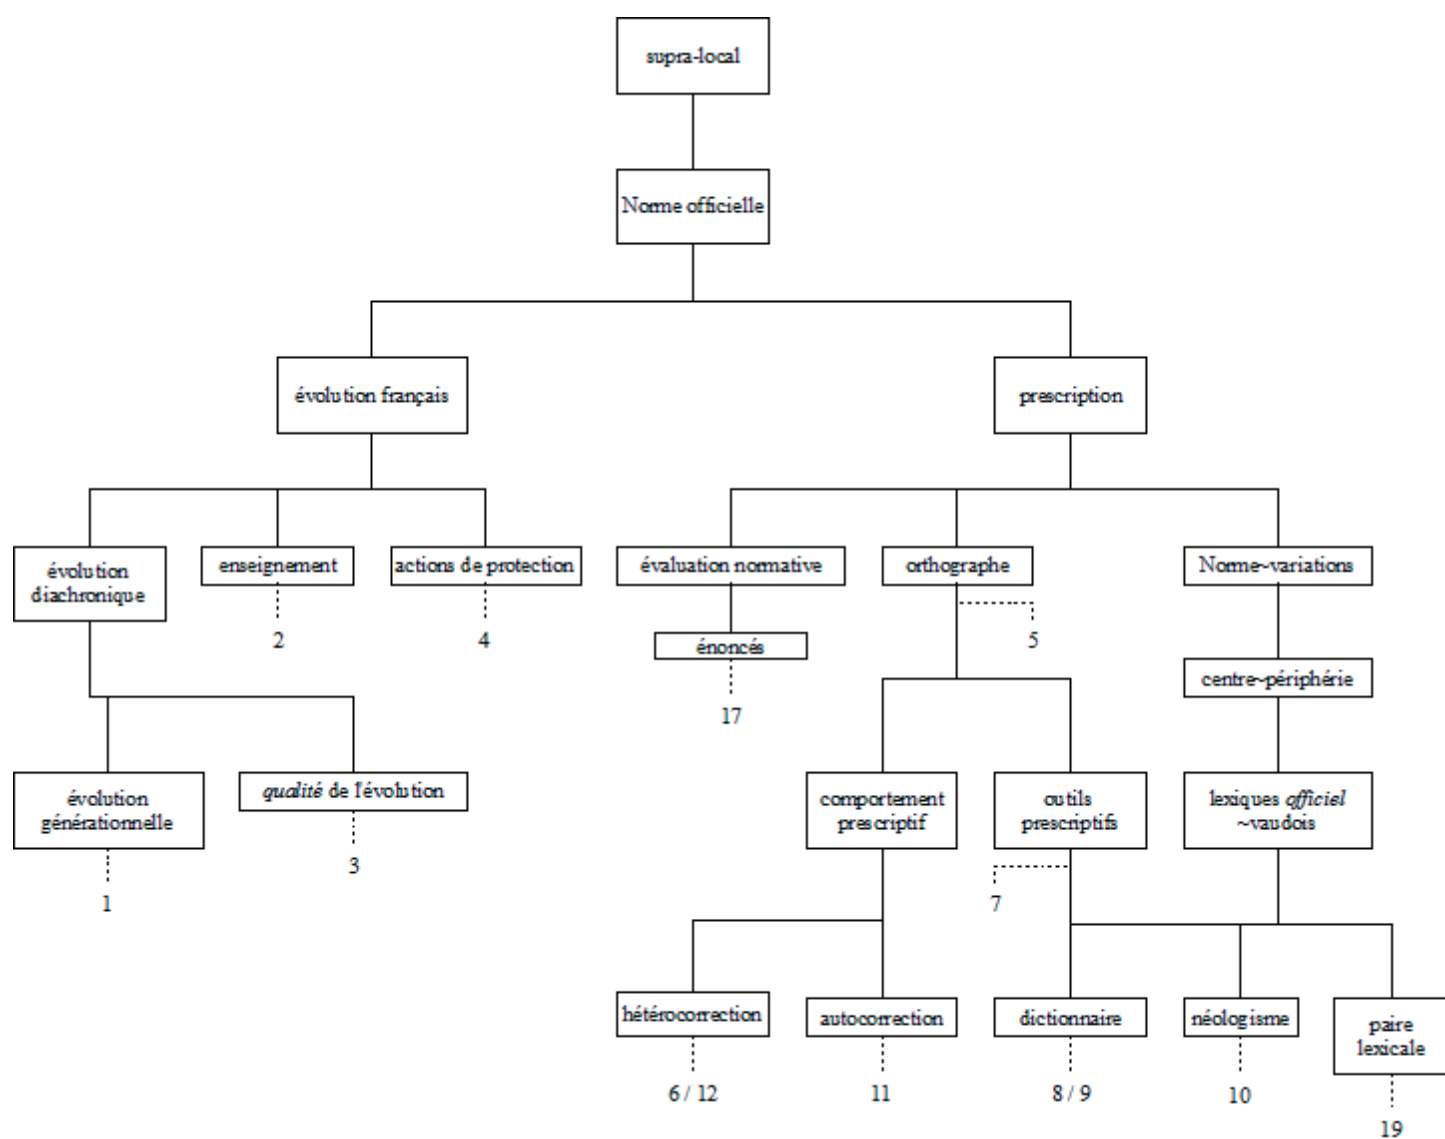 supra-local
Norme officielle
évolution français
prescription
évolution
diachronique
enseignement
actions de protection
évaluation normative
orthographe
Norme~variations
2
4
énoncés
5
centre~périphérie
17
évolution
générationnelle
qualité de l'évolution
comportement
prescriptif
outils
prescriptifs
lexiques officiel
~vaudois
3
1
7
hétérocorrection
autocorrection
dictionnaire
néologisme
paire
lexicale
6 / 12
11
8 / 9
10
19